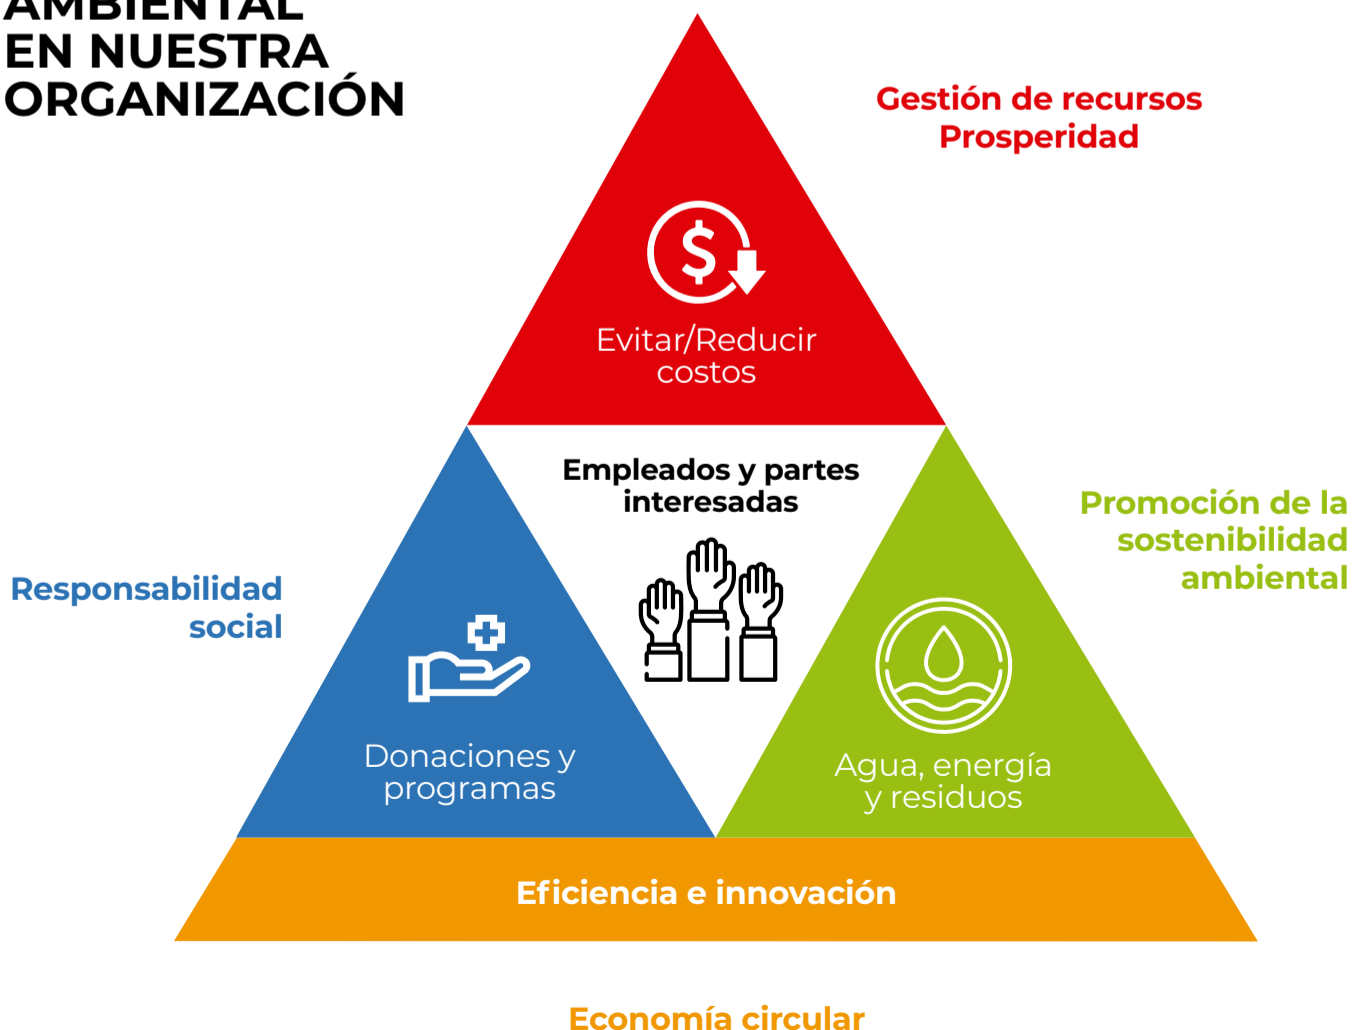 AMBIENTAL
EN NUESTRA
ORGANIZACIÓN
Gestión de recursos
Prosperidad
$
Evitar/Reducir
costos
Empleados y partes
interesadas
Promoción de la
sostenibilidad
ambiental
Responsabilidad
social
Donaciones y
programas
Agua, energía
y residuos
Eficiencia e innovación
Economía circular